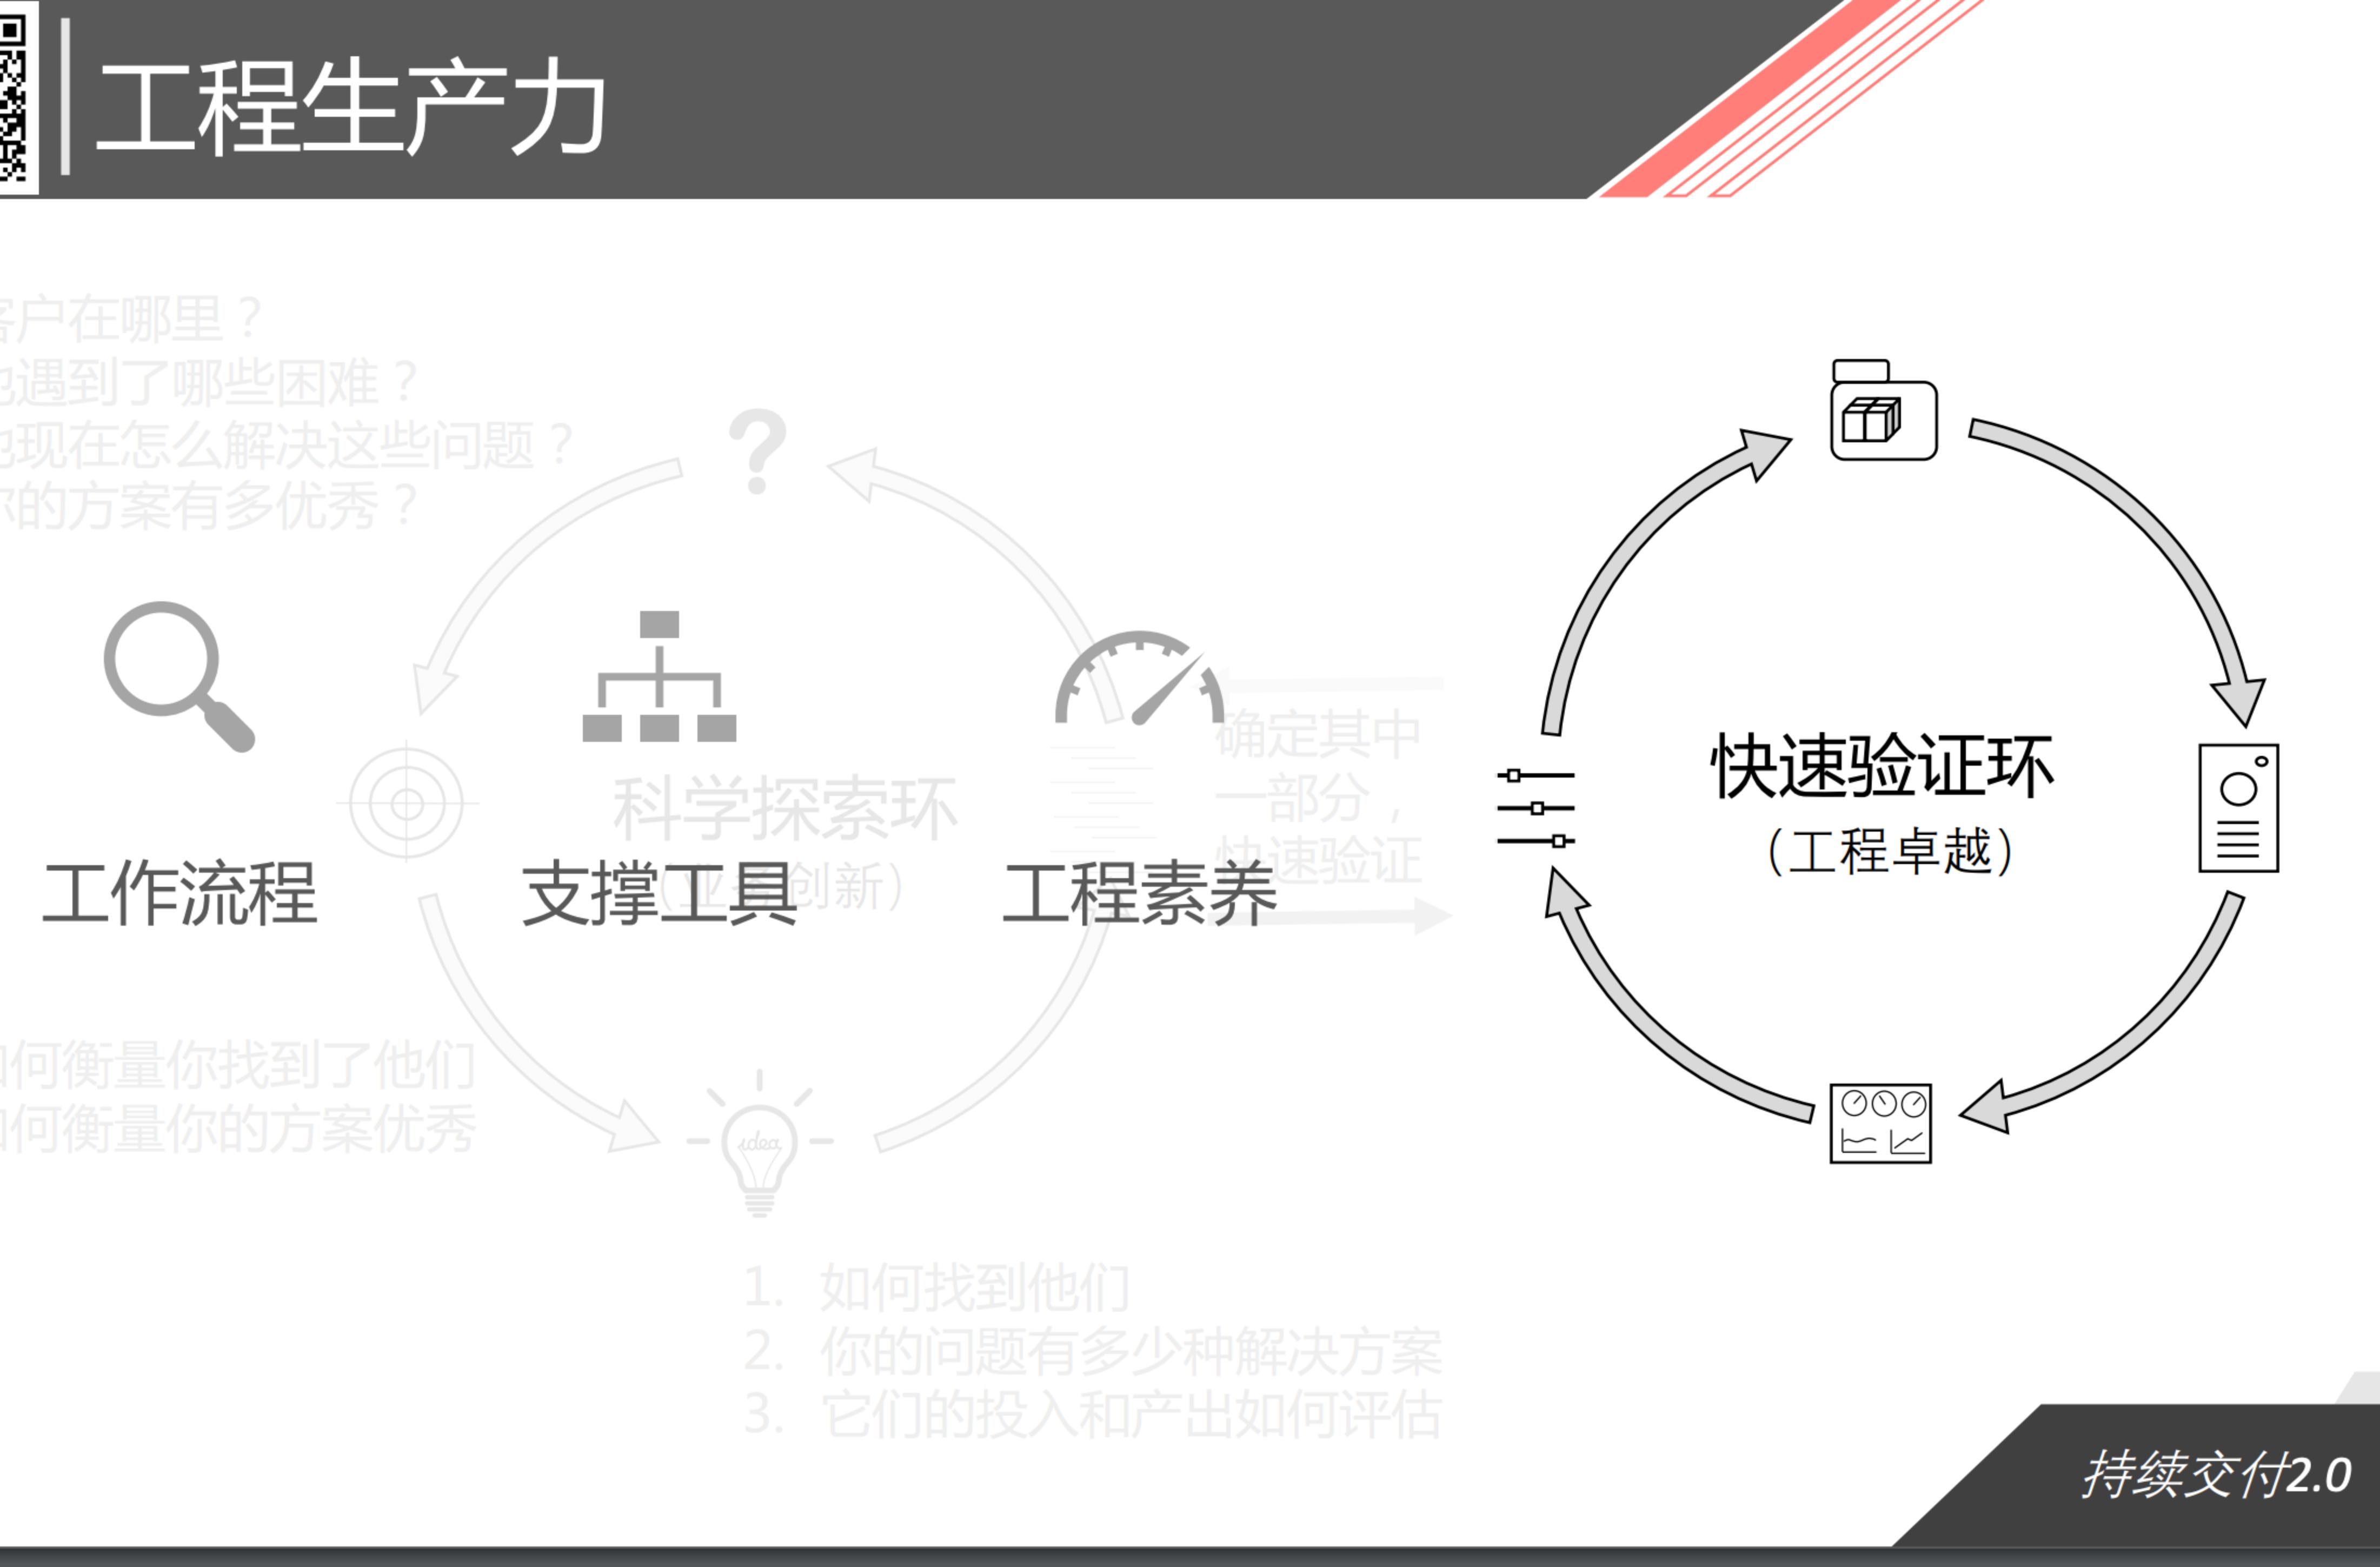 工程生产力
客户在哪里？
遇到了哪些困难？
现在怎么解决这些问题？
你的方案有多优秀？
科学探索环
（业务创新）
确定其中
一部分，
快速验证
快速验证环
（工程卓越）
工作流程
支撑工具
工程素养
如何衡量你找到了他们
如何衡量你的方案优秀
idea
1. 如何找到他们
2. 你的问题有多少种解决方案
3. 它们的投入和产出如何评估
持续交付2.0